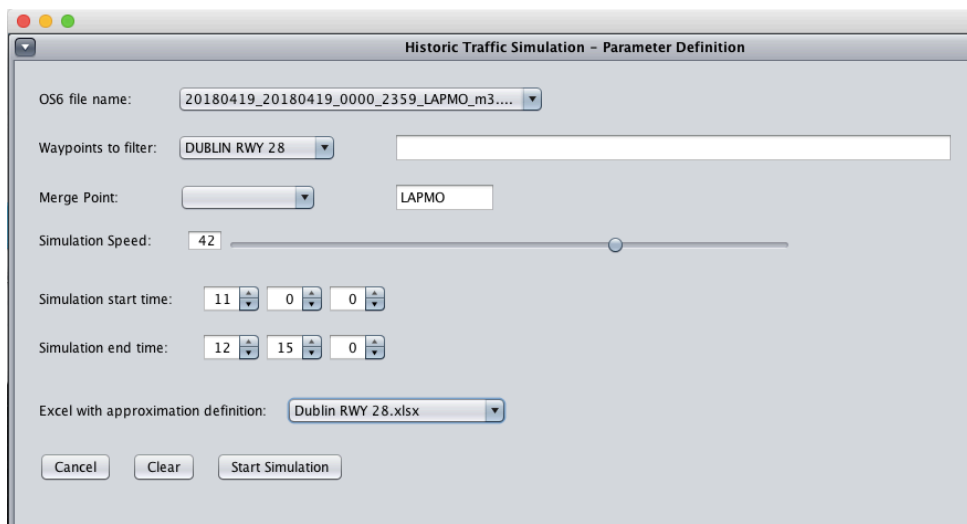 Historic Traffic Simulation - Parameter Definition
OS6 file name: 20180419_20180419_0000_2359_LAPMO_m3....
Waypoints to filter: DUBLIN RWY 28
Merge Point: LAPMO
Simulation Speed: 42
Simulation start time: 11 0 0
Simulation end time: 12 15 0
Excel with approximation definition: Dublin RWY 28.xlsx
Cancel Clear Start Simulation